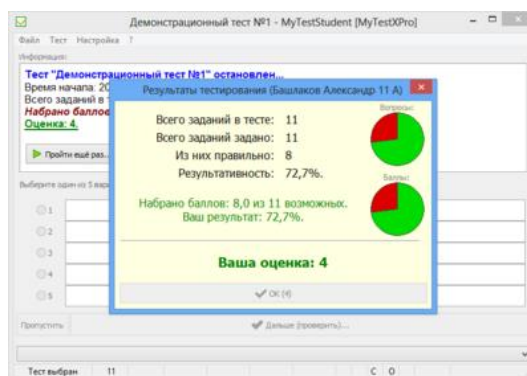 Демонстрационный тест №1 - MyTestStudent [MyTestXPro]
Файл Тест Настройка ?
Информация:
Тест "Демонстрационный тест №1" остановлен...
Время начала: 20
Всего заданий в т
Набрано баллов
Оценка: 4.
Пройти ещё раз...
Результаты тестирования (Башлаков Александр 11 А)
Вопросы:
Всего заданий в тесте: 11
Всего заданий задано: 11
Из них правильно: 8
Результативность: 72,7%.
Баллы:
Набрано баллов: 8,0 из 11 возможных.
Ваш результат: 72,7%.
Ваша оценка: 4
OK (4)
Выберите один из 5 вари
1
2
3
4
5
Пропустить
Дальше (проверить)...
Тест выбран 11 С О